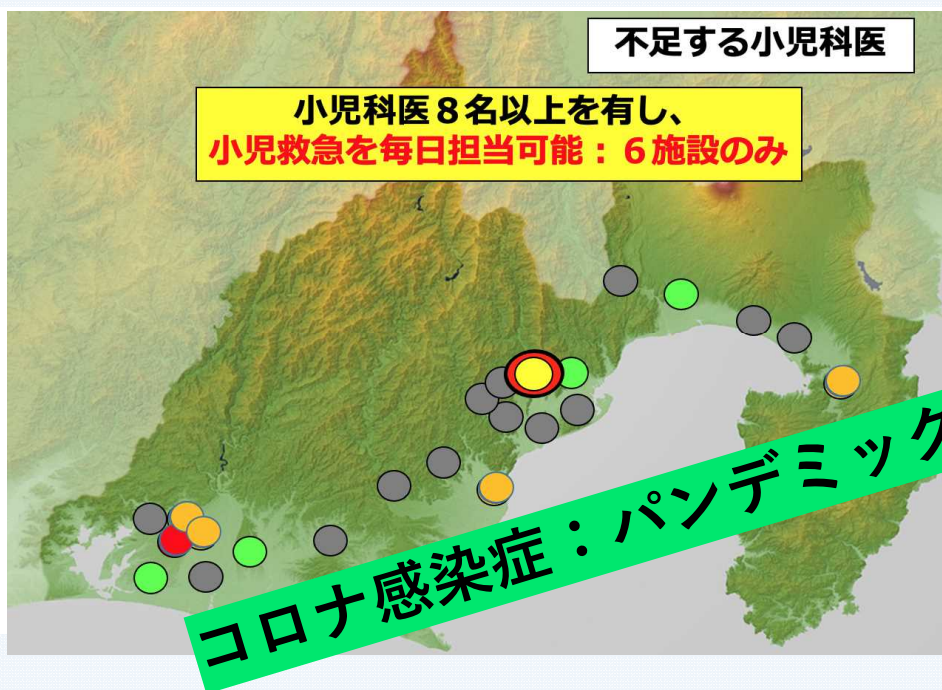 不足する小児科医
小児科医８名以上を有し、
小児救急を毎日担当可能：６施設のみ
コロナ感染症：パンデミック